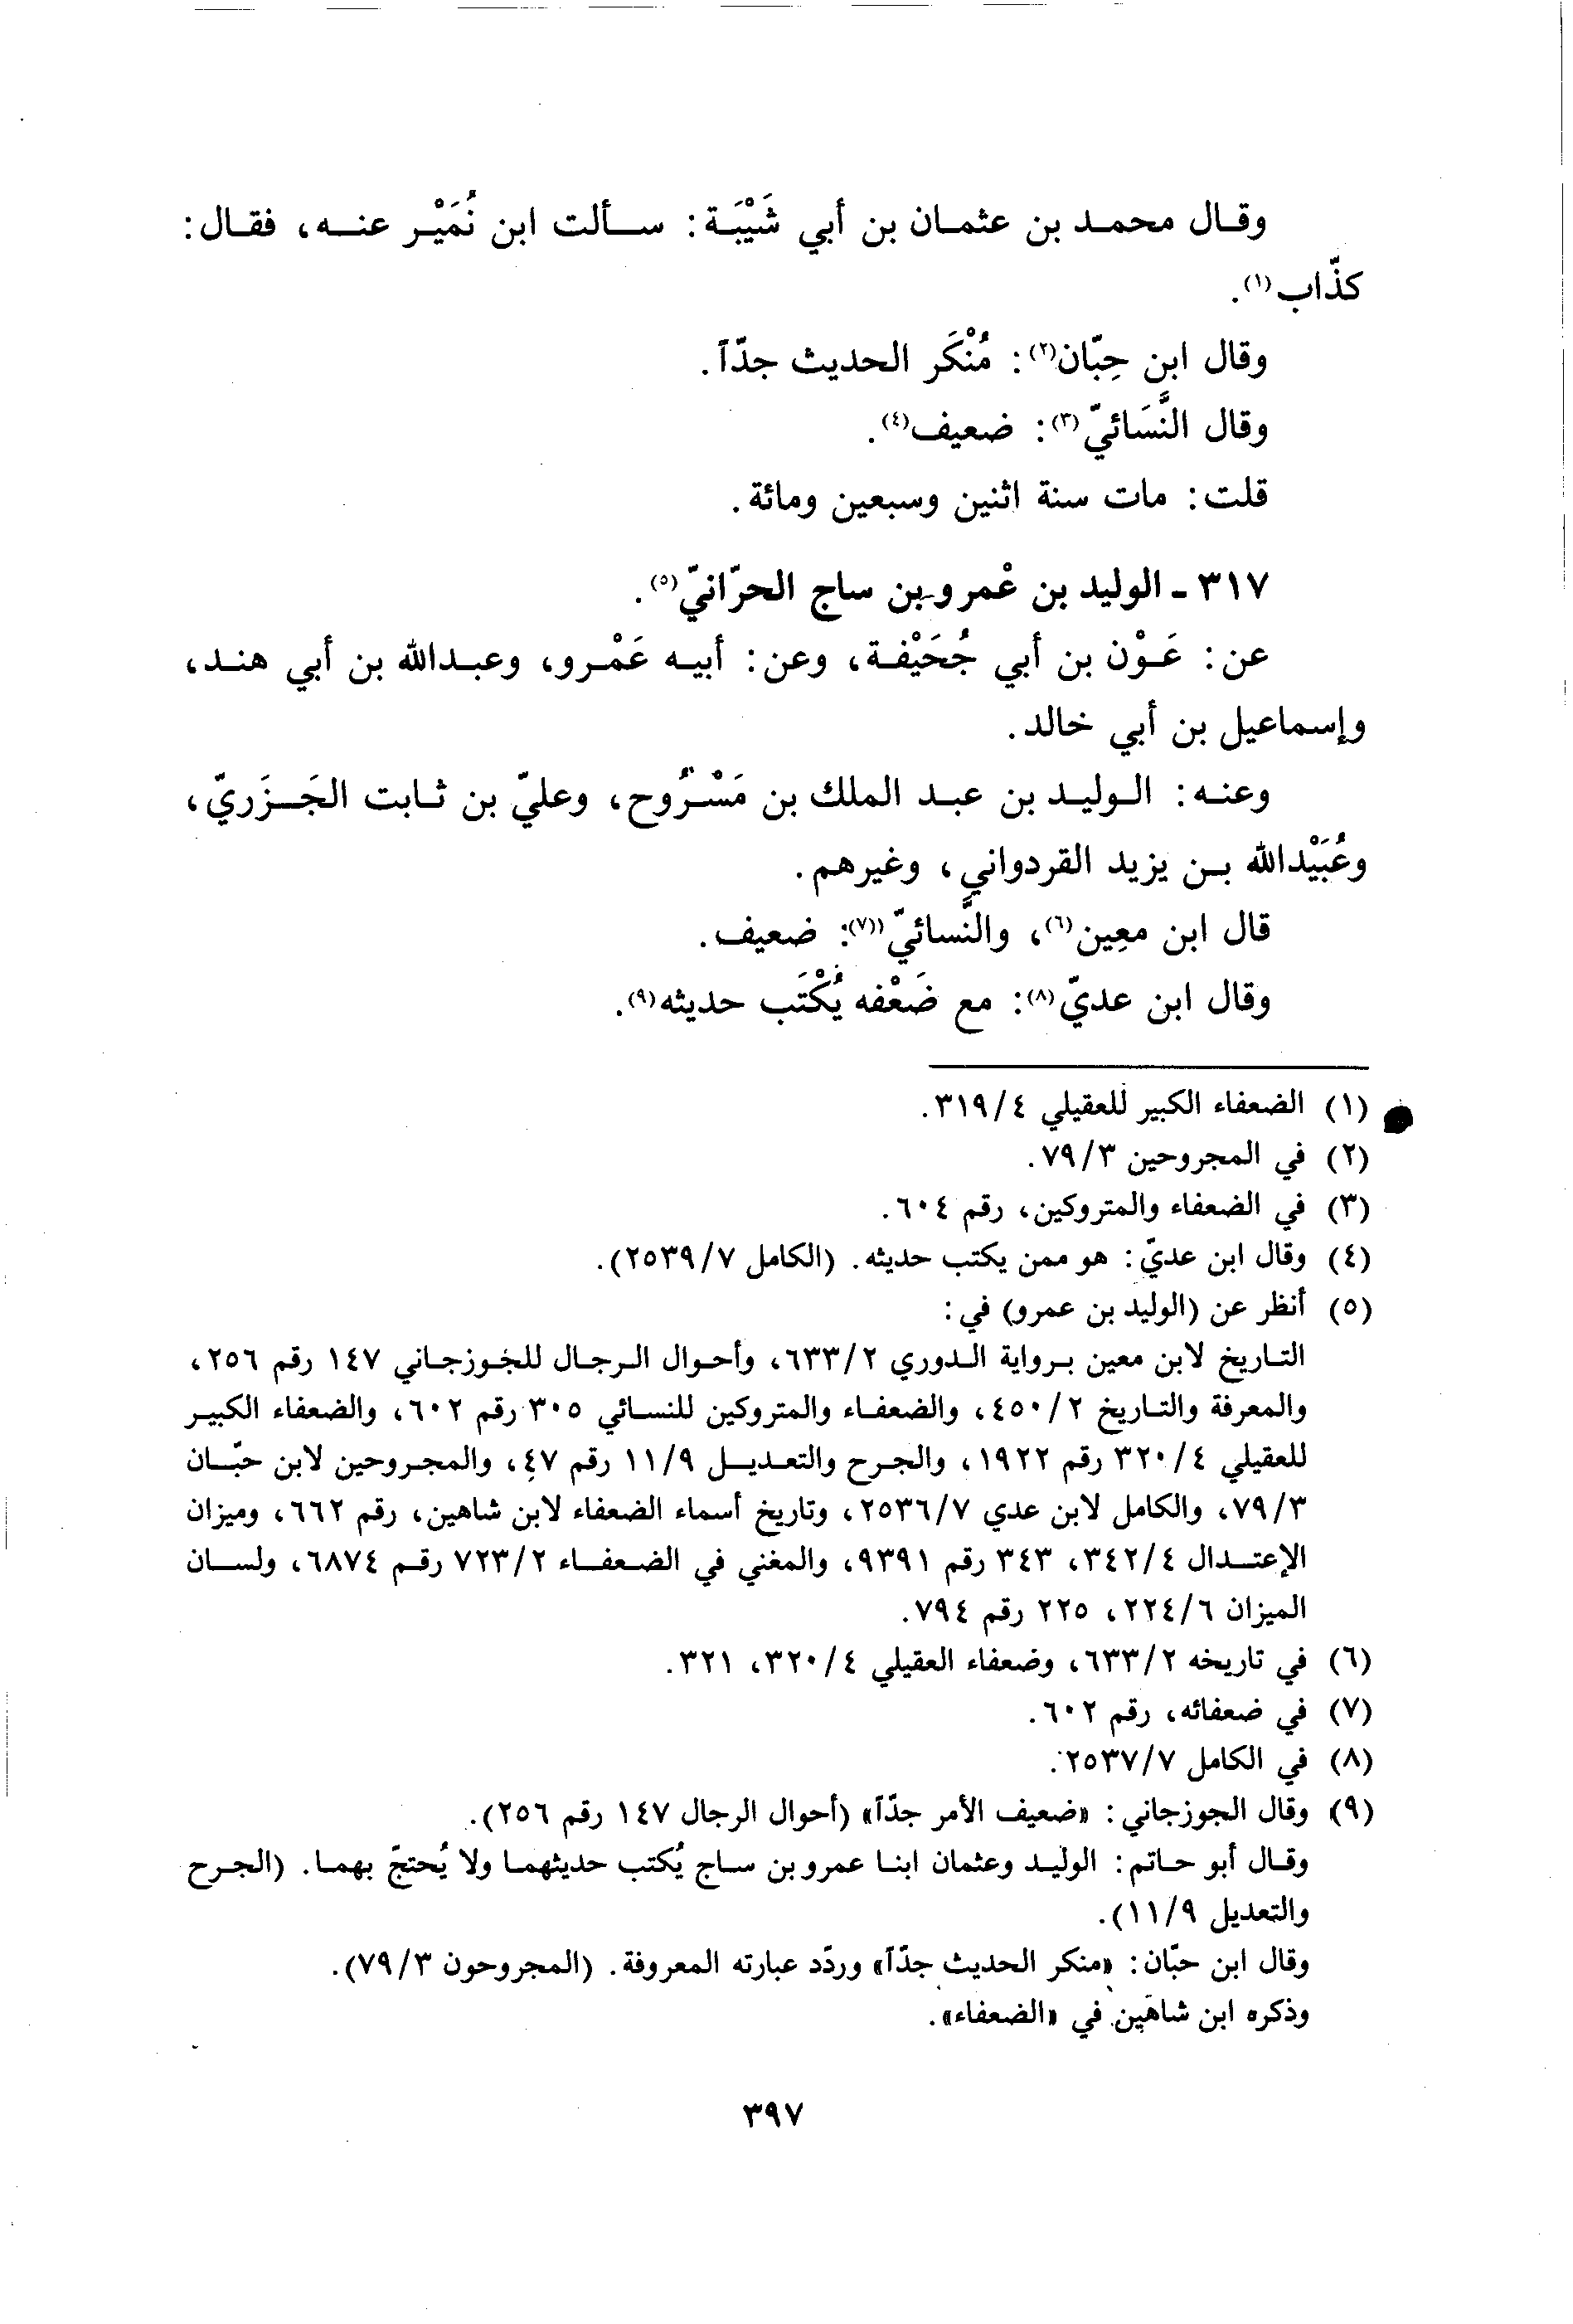 وقال محمد بن عثمان بن أبي شَيْبَة: سألت ابن نُمَيْر عنه، فقال:
كذّاب(١).
وقال ابن حِبّان(٢): مُنْكَر الحديث جدّاً.
وقال النَّسَائيّ(٣): ضعيف(٤).
قلت: مات سنة اثنين وسبعين ومائة.
٣١٧ - الوليد بن عْمرو بن ساج الحرّانيّ(٥).
عن: عَوْن بن أبي جُحَيْفة، وعن: أبيه عَمْرو، وعبدالله بن أبي هند،
وإسماعيل بن أبي خالد.
وعنه: الوليد بن عبد الملك بن مَسْرُوح، وعليّ بن ثابت الجَزَريّ،
وعُبَيْدالله بن يزيد القردواني، وغيرهم.
قال ابن معِين(٦)، والنَّسائيّ(٧): ضعيف.
وقال ابن عديّ(٨): مع ضَعْفه يُكْتَب حديثه(٩).
(١) الضعفاء الكبير للعقيلي ٣١٩/٤.
(٢) في المجروحين ٧٩/٣.
(٣) في الضعفاء والمتروكين، رقم ٦٠٤.
(٤) وقال ابن عديّ: هو ممن يكتب حديثه. (الكامل ٢٥٣٩/٧).
(٥) أنظر عن (الوليد بن عمرو) في:
التاريخ لابن معين برواية الدوري ٦٣٣/٢، وأحوال الرجال للجوزجاني ١٤٧ رقم ٢٥٦،
والمعرفة والتاريخ ٤٥٠/٢، والضعفاء والمتروكين للنسائي ٣٠٥ رقم ٦٠٢، والضعفاء الكبير
للعقيلي ٣٢٠/٤ رقم ١٩٢٢، والجرح والتعديل ١١/٩ رقم ٤٧، والمجروحين لابن حبّان
٧٩/٣، والكامل لابن عدي ٢٥٣٦/٧، وتاريخ أسماء الضعفاء لابن شاهين، رقم ٦٦٢، وميزان
الإعتدال ٣٤٢/٤، ٣٤٣ رقم ٩٣٩١، والمغني في الضعفاء ٧٢٣/٢ رقم ٦٨٧٤، ولسان
الميزان ٢٢٤/٦، ٢٢٥ رقم ٧٩٤.
(٦) في تاريخه ٦٣٣/٢، وضعفاء العقيلي ٣٢٠/٤، ٣٢١.
(٧) في ضعفائه، رقم ٦٠٢.
(٨) في الكامل ٢٥٣٧/٧.
(٩) وقال الجوزجاني: «ضعيف الأمر جدّاً» (أحوال الرجال ١٤٧ رقم ٢٥٦).
وقال أبو حاتم: الوليد وعثمان ابنا عمرو بن ساج يُكتب حديثهما ولا يُحتجّ بهما. (الجرح
والتعديل ١١/٩).
وقال ابن حبّان: «منكر الحديث جدّاً» وردّد عبارته المعروفة. (المجروحون ٧٩/٣).
وذكره ابن شاهين في «الضعفاء».
٣٩٧